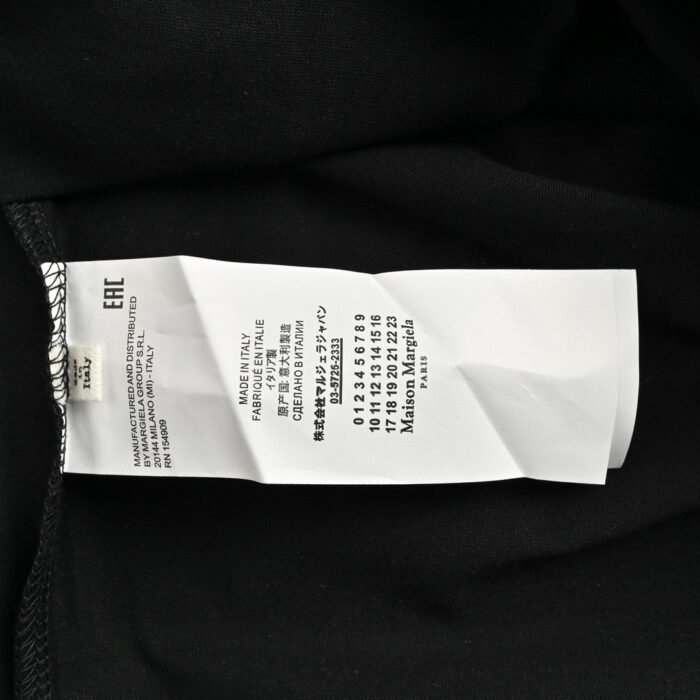 EAC
MANUFACTURED AND DISTRIBUTED
BY MARGIELA GROUP S.R.L.
20144 MILANO (MI) - ITALY
RN 154909
MADE IN ITALY
FABRIQUÉ EN ITALIE
イタリア製
原产国: 意大利製造
СДЕЛАНО В ИТАЛИИ
株式会社マルジェラジャパン
03-5725-2333
0 1 2 3 4 5 6 7 8 9
10 11 12 13 14 15 16
17 18 19 20 21 22 23
Maison Margiela
PARIS
Made
in
Italy